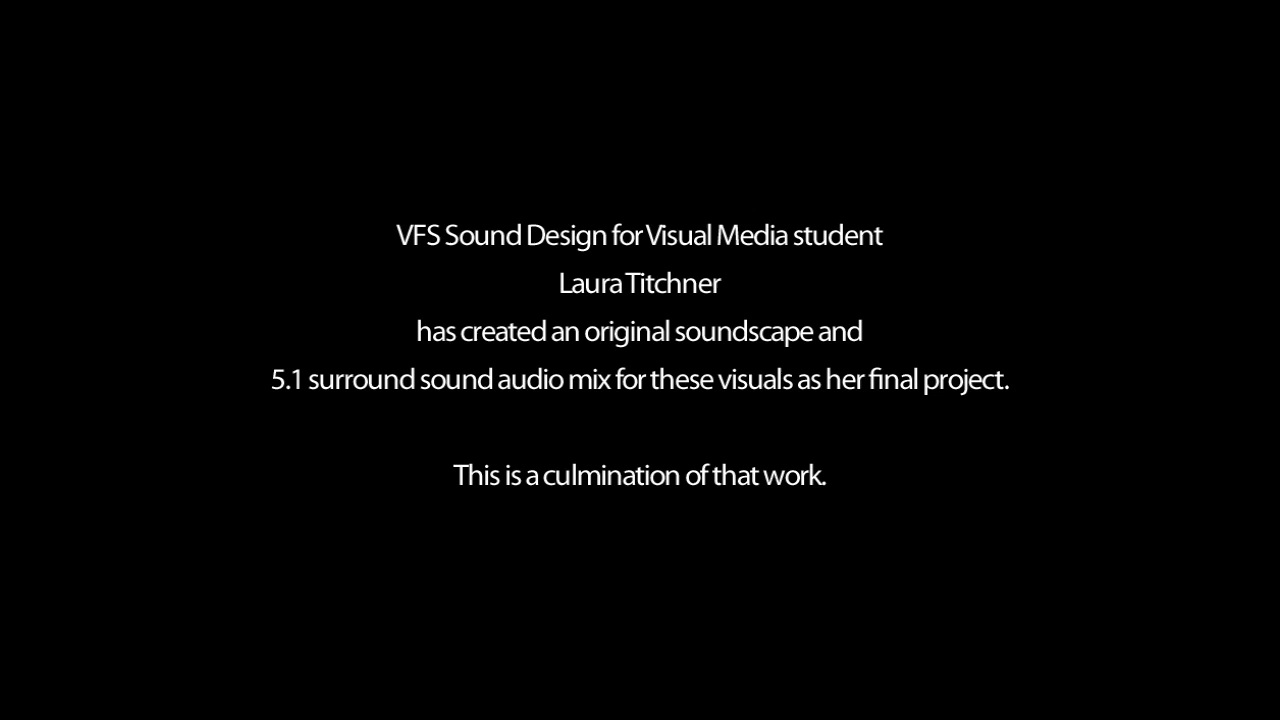 VFS Sound Design for Visual Media student
Laura Titchner
has created an original soundscape and
5.1 surround sound audio mix for these visuals as her final project.
This is a culmination of that work.